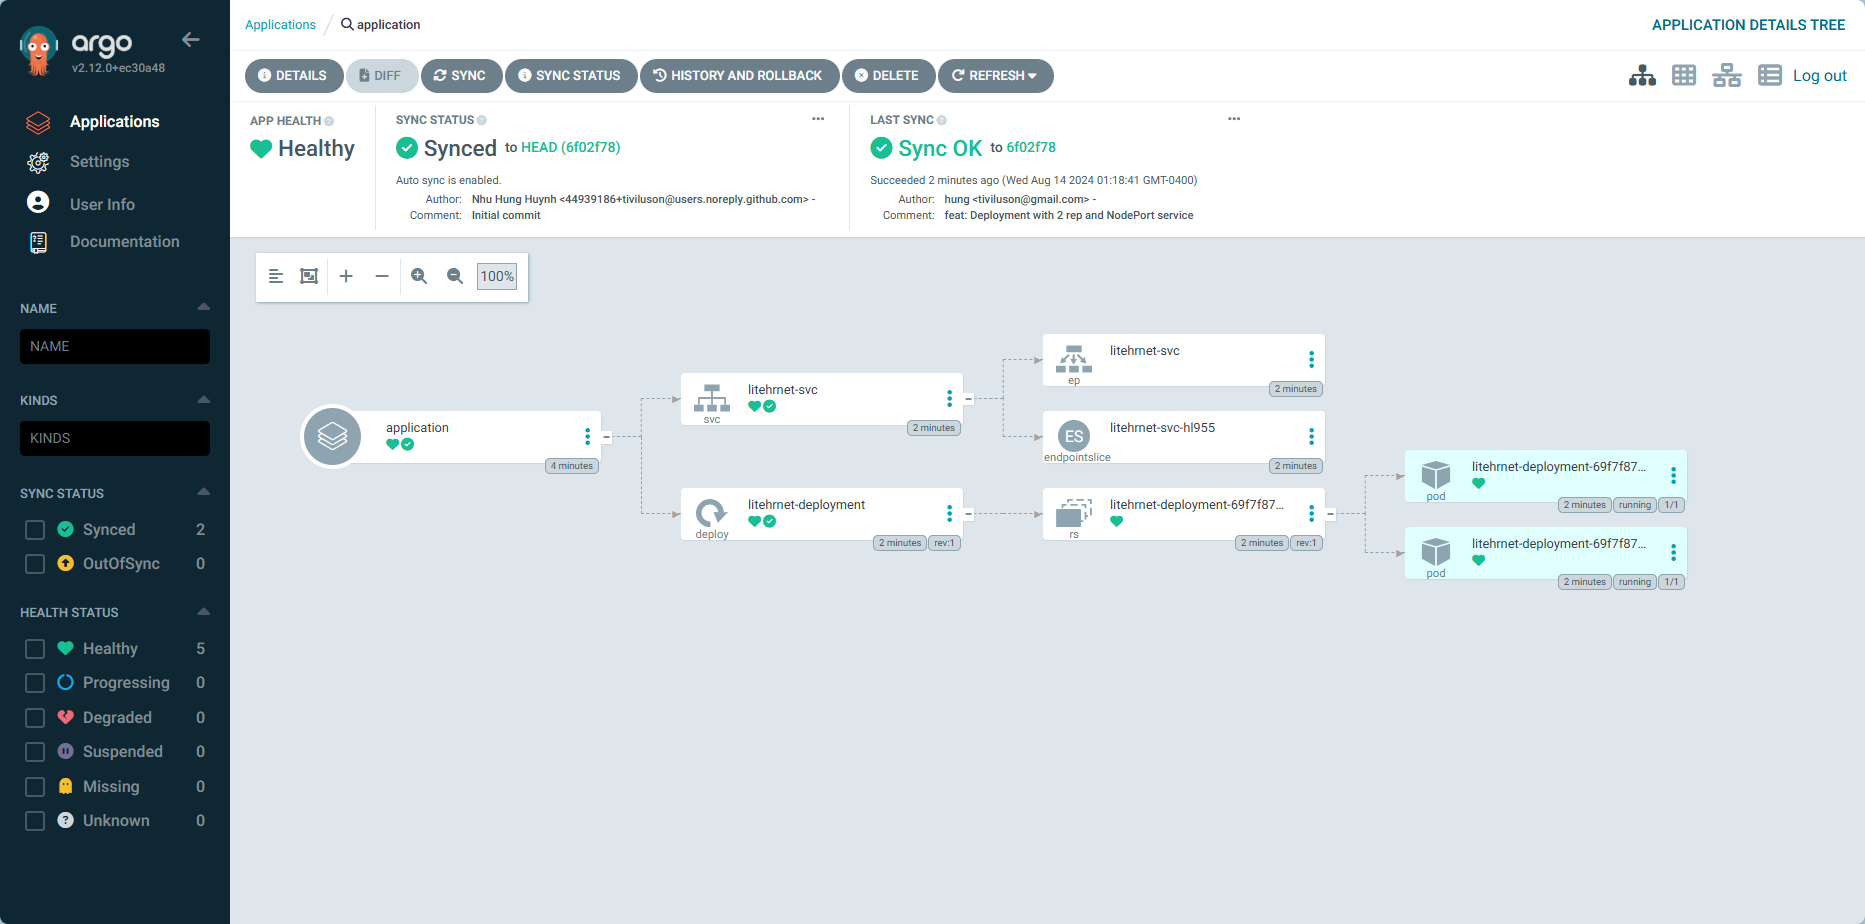 argo
v2.12.0+ec30a48
Applications
Settings
User Info
Documentation
NAME
NAME
KINDS
KINDS
SYNC STATUS
Synced 2
OutOfSync 0
HEALTH STATUS
Healthy 5
Progressing 0
Degraded 0
Suspended 0
Missing 0
? Unknown 0
Applications / application
APPLICATION DETAILS TREE
DETAILS DIFF SYNC SYNC STATUS HISTORY AND ROLLBACK DELETE REFRESH
Log out
APP HEALTH
Healthy
SYNC STATUS
Synced to HEAD (6f02f78)
Auto sync is enabled.
Author: Nhu Hung Huynh <44939186+tiviluson@users.noreply.github.com> -
Comment: Initial commit
LAST SYNC
Sync OK to 6f02f78
Succeeded 2 minutes ago (Wed Aug 14 2024 01:18:41 GMT-0400)
Author: hung <tiviluson@gmail.com> -
Comment: feat: Deployment with 2 rep and NodePort service
100%
application
4 minutes
litehrnet-svc
svc
2 minutes
litehrnet-deployment
deploy
2 minutes rev:1
litehrnet-svc
ep
2 minutes
litehrnet-svc-hl955
ES
endpointslice
2 minutes
litehrnet-deployment-69f7f87...
rs
2 minutes rev:1
litehrnet-deployment-69f7f87...
pod
2 minutes running 1/1
litehrnet-deployment-69f7f87...
pod
2 minutes running 1/1